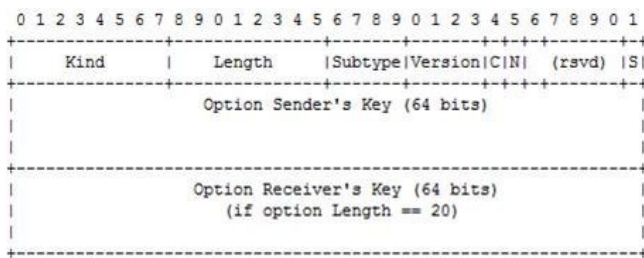 0 1 2 3 4 5 6 7 8 9 0 1 2 3 4 5 6 7 8 9 0 1 2 3 4 5 6 7 8 9 0 1
Kind | Length |Subtype|Version|C|N| (rsvd) |S|
Option Sender's Key (64 bits)
Option Receiver's Key (64 bits)
(if option Length == 20)